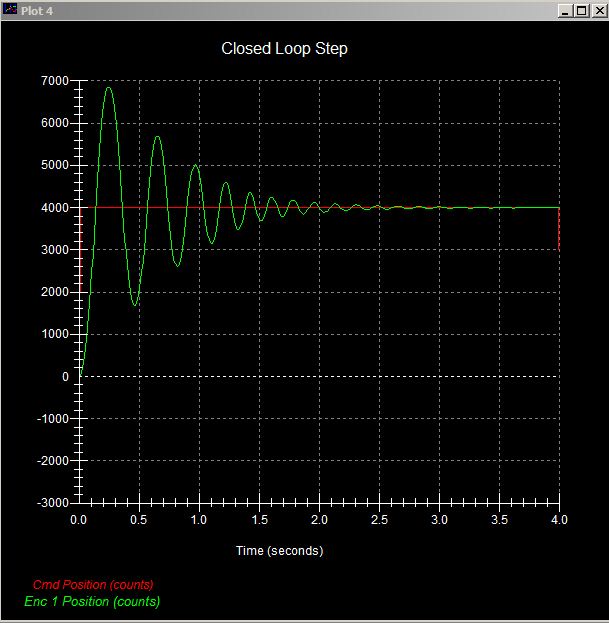 Plot 4
Closed Loop Step
7000
6000
5000
4000
3000
2000
1000
0
-1000
-2000
-3000
0.0 0.5 1.0 1.5 2.0 2.5 3.0 3.5 4.0
Time (seconds)
Cmd Position (counts)
Enc 1 Position (counts)